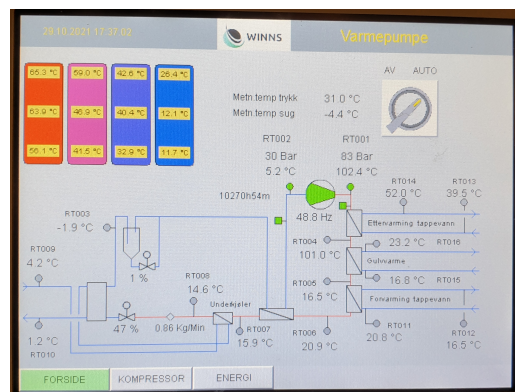 29.10.2021 17:37:02
WINNS
Varmepumpe
65.3 °C
59.0 °C
42.6 °C
26.4 °C
63.9 °C
46.9 °C
40.4 °C
12.1 °C
56.1 °C
41.5 °C
32.9 °C
11.7 °C
Metn.temp trykk 31.0 °C
Metn.temp sug -4.4 °C
AV AUTO
RT002
30 Bar
5.2 °C
RT001
83 Bar
102.4 °C
10270h54m
48.8 Hz
RT014
52.0 °C
RT013
39.5 °C
Ettervarming tappevann
RT003
-1.9 °C
RT004
101.0 °C
23.2 °C RT016
Gulvvarme
RT009
4.2 °C
1 %
RT008
14.6 °C
RT005
16.5 °C
16.8 °C RT015
Underkjøler
Forvarming tappevann
47 %
0.86 Kg/Min
RT007
15.9 °C
RT006
20.9 °C
RT011
20.8 °C
RT012
16.5 °C
1.2 °C
RT010
FORSIDE KOMPRESSOR ENERGI